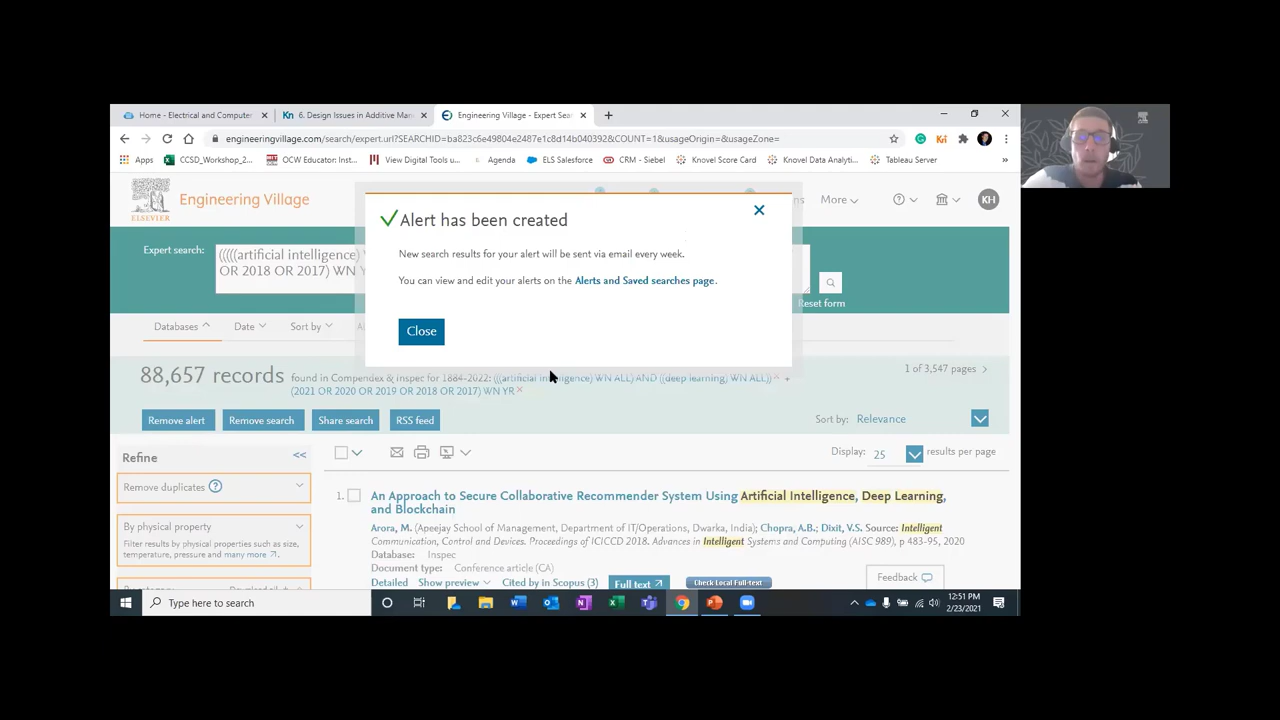 Home - Electrical and Compute
6. Design Issues in Additive Man
Engineering Village - Expert Sea
engineeringvillage.com/search/expert.url?SEARCHID=ba823c6e49804e2487e1c8d14b040392&COUNT=1&usageOrigin=&usageZone=
Apps
CCSD_Workshop_2
OCW Educator: Inst...
View Digital Tools u...
Agenda
ELS Salesforce
CRM - Siebel
Knovel Score Card
Knovel Data Analyti...
Tableau Server
ELSEVIER
Engineering Village
More
KH
Alert has been created
New search results for your alert will be sent via email every week.
You can view and edit your alerts on the Alerts and Saved searches page.
Close
Expert search:
(((((artificial intelligence)
OR 2018 OR 2017) WN Y
Reset form
Databases
Date
Sort by
88,657 records
found in Compendex & Inspec for 1884-2022: (((artificial intelligence) WN ALL) AND ((deep learning) WN ALL)) +
(2021 OR 2020 OR 2019 OR 2018 OR 2017) WN YR
1 of 3,547 pages
Remove alert
Remove search
Share search
RSS feed
Sort by:
Relevance
Refine
<<
Display:
25
results per page
Remove duplicates
By physical property
Filter results by physical properties such as size,
temperature, pressure and many more
1.
An Approach to Secure Collaborative Recommender System Using Artificial Intelligence, Deep Learning,
and Blockchain
Arora, M. (Apeejay School of Management, Department of IT/Operations, Dwarka, India); Chopra, A.B.; Dixit, V.S. Source: Intelligent
Communication, Control and Devices. Proceedings of ICICCD 2018. Advances in Intelligent Systems and Computing (AISC 989), p 483-95, 2020
Database: Inspec
Document type: Conference article (CA)
Detailed
Show preview
Cited by in Scopus (3)
Full text
Check Local Full-text
Feedback
Type here to search
12:51 PM
2/23/2021